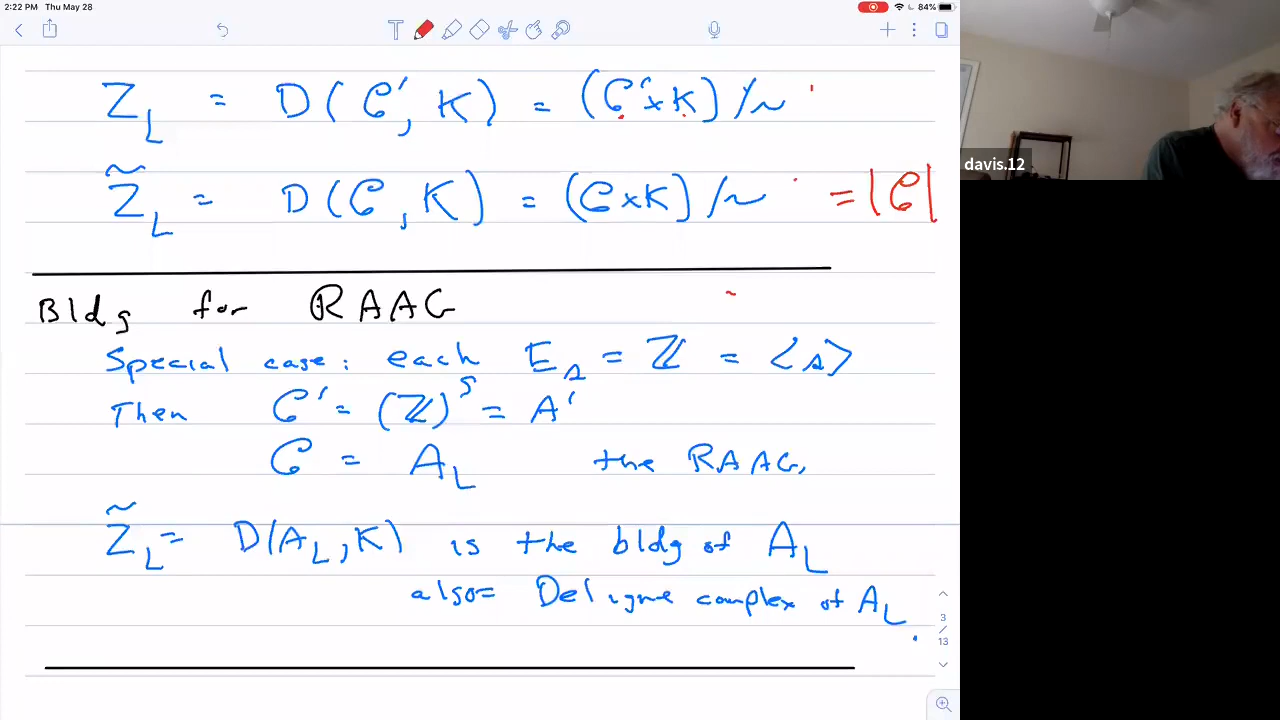 2:22 PM Thu May 28
84%
Z_L = D(C', K) = (C' x K)/~
Z̃_L = D(C, K) = (C x K)/~ = |C|
Bldg for RAAG
Special case: each E_s = ℤ = <s>
Then C' = (ℤ)^S = A'
C = A_L the RAAG.
Z̃_L = D(A_L, K) is the bldg of A_L
also = Deligne complex of A_L.
3
/
13
davis.12